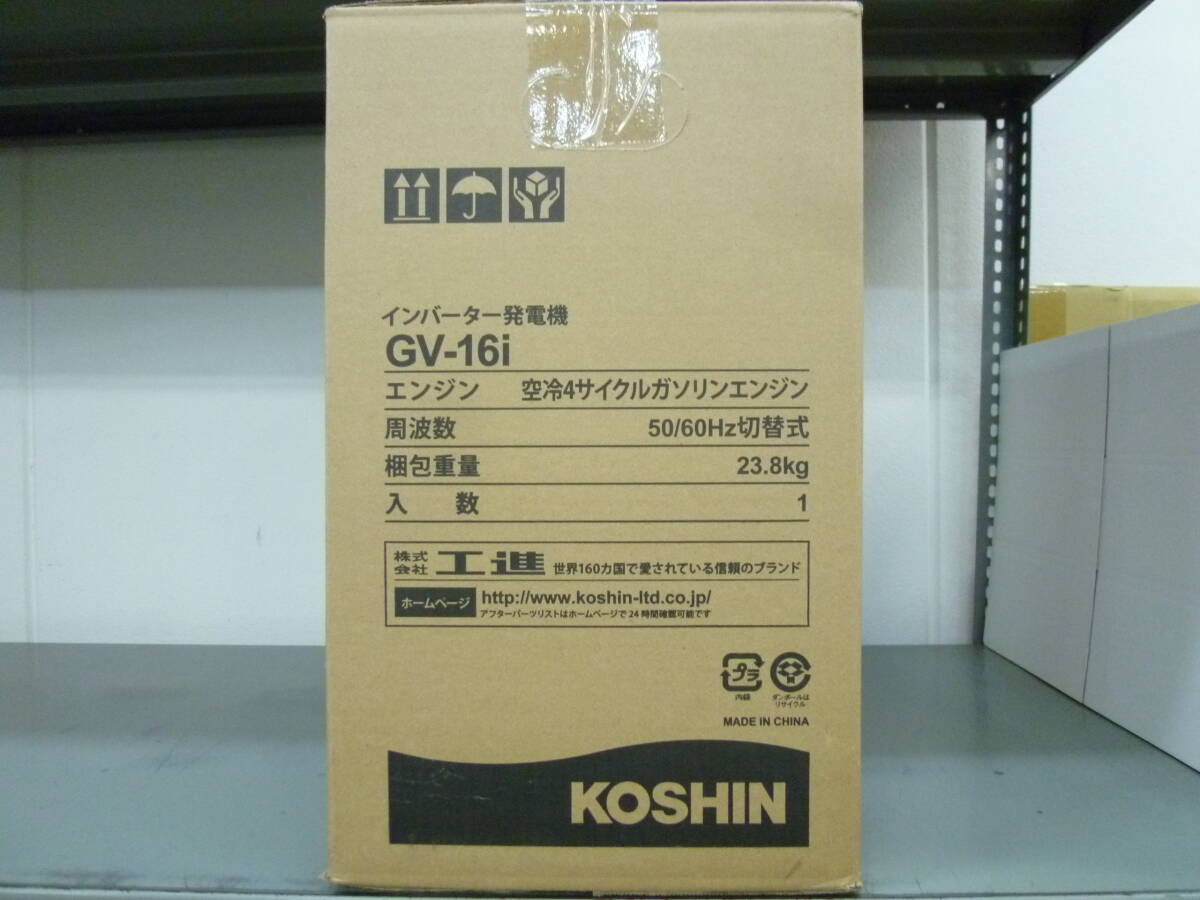 インバーター発電機
GV-16i
エンジン 空冷4サイクルガソリンエンジン
周波数 50/60Hz切替式
梱包重量 23.8kg
入 数 1
株式会社 工進 世界160カ国で愛されている信頼のブランド
ホームページ http://www.koshin-ltd.co.jp/
アフターパーツリストはホームページで24時間確認可能です
プラ
内袋
ダンボールは
リサイクル
MADE IN CHINA
KOSHIN